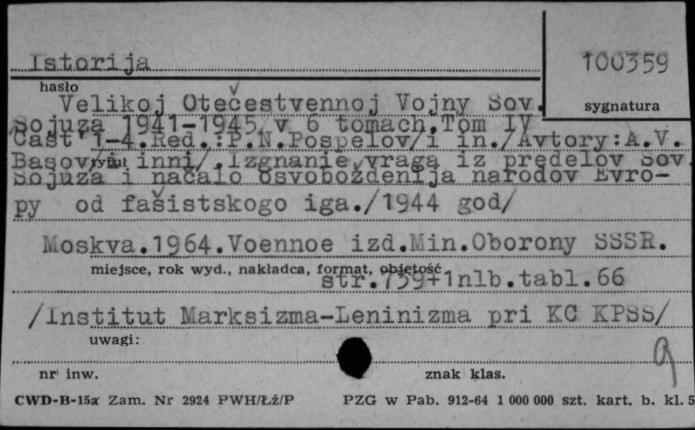 Istorija
100359
hasło
sygnatura
Velikoj Otečestvennoj Vojny Sov.
Sojuza 1941-1945 v 6 tomach.Tom IV
Čast'1-4.Red.:P.N.Pospelov/i in./Avtory:A.V.
Basov/i inni/.Izgnanie vraga iz predelov Sov
tytuł
Sojuza i načalo osvoboždenija narodov Evro-
py od fašistskogo iga./1944 god/
Moskva.1964.Voennoe izd.Min.Oborony SSSR.
miejsce, rok wyd., nakładca, format, objętość
str.759+1nlb.tabl.66
/Institut Marksizma-Leninizma pri KC KPSS/
uwagi:
nr inw.
znak klas.
CWD-B-15a Zam. Nr 2924 PWH/Łź/P PZG w Pab. 912-64 1 000 000 szt. kart. b. kl. 5